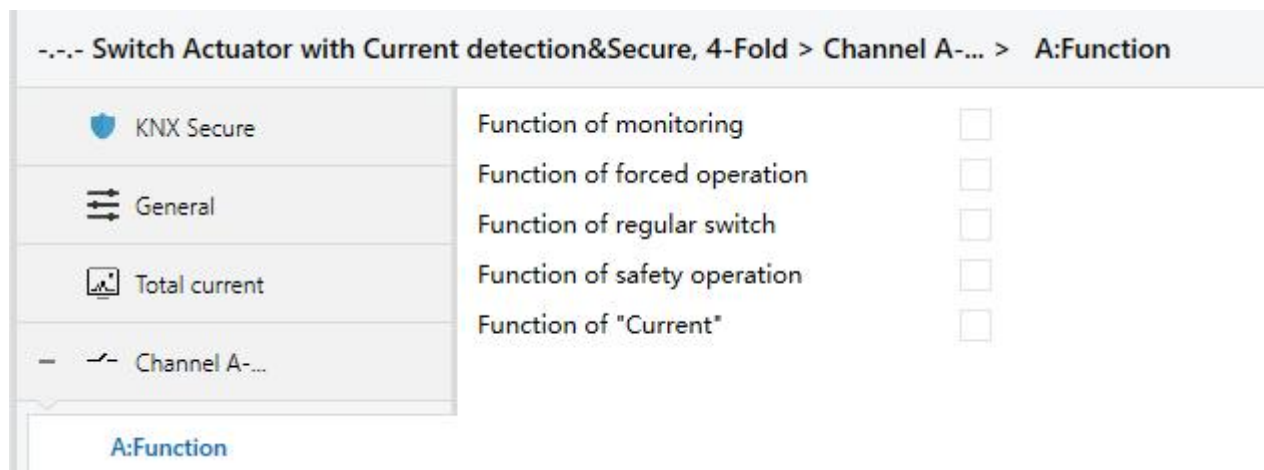 -.-.- Switch Actuator with Current detection&Secure, 4-Fold > Channel A-... > A:Function
KNX Secure
General
Total current
Channel A-...
A:Function
Function of monitoring
Function of forced operation
Function of regular switch
Function of safety operation
Function of "Current"